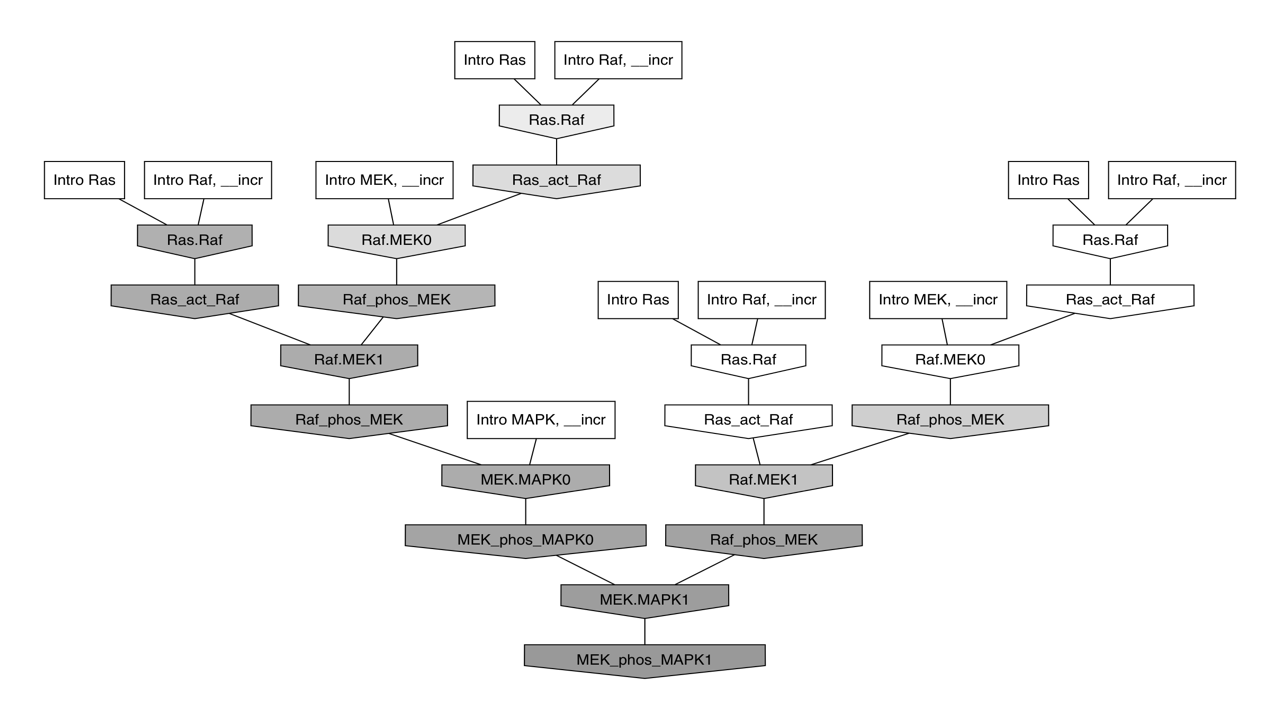 Intro Ras
Intro Raf, __incr
Ras.Raf
Intro Ras
Intro Raf, __incr
Intro MEK, __incr
Ras_act_Raf
Intro Ras
Intro Raf, __incr
Ras.Raf
Raf.MEK0
Ras.Raf
Ras_act_Raf
Raf_phos_MEK
Intro Ras
Intro Raf, __incr
Intro MEK, __incr
Ras_act_Raf
Raf.MEK1
Ras.Raf
Raf.MEK0
Raf_phos_MEK
Intro MAPK, __incr
Ras_act_Raf
Raf_phos_MEK
MEK.MAPK0
Raf.MEK1
MEK_phos_MAPK0
Raf_phos_MEK
MEK.MAPK1
MEK_phos_MAPK1